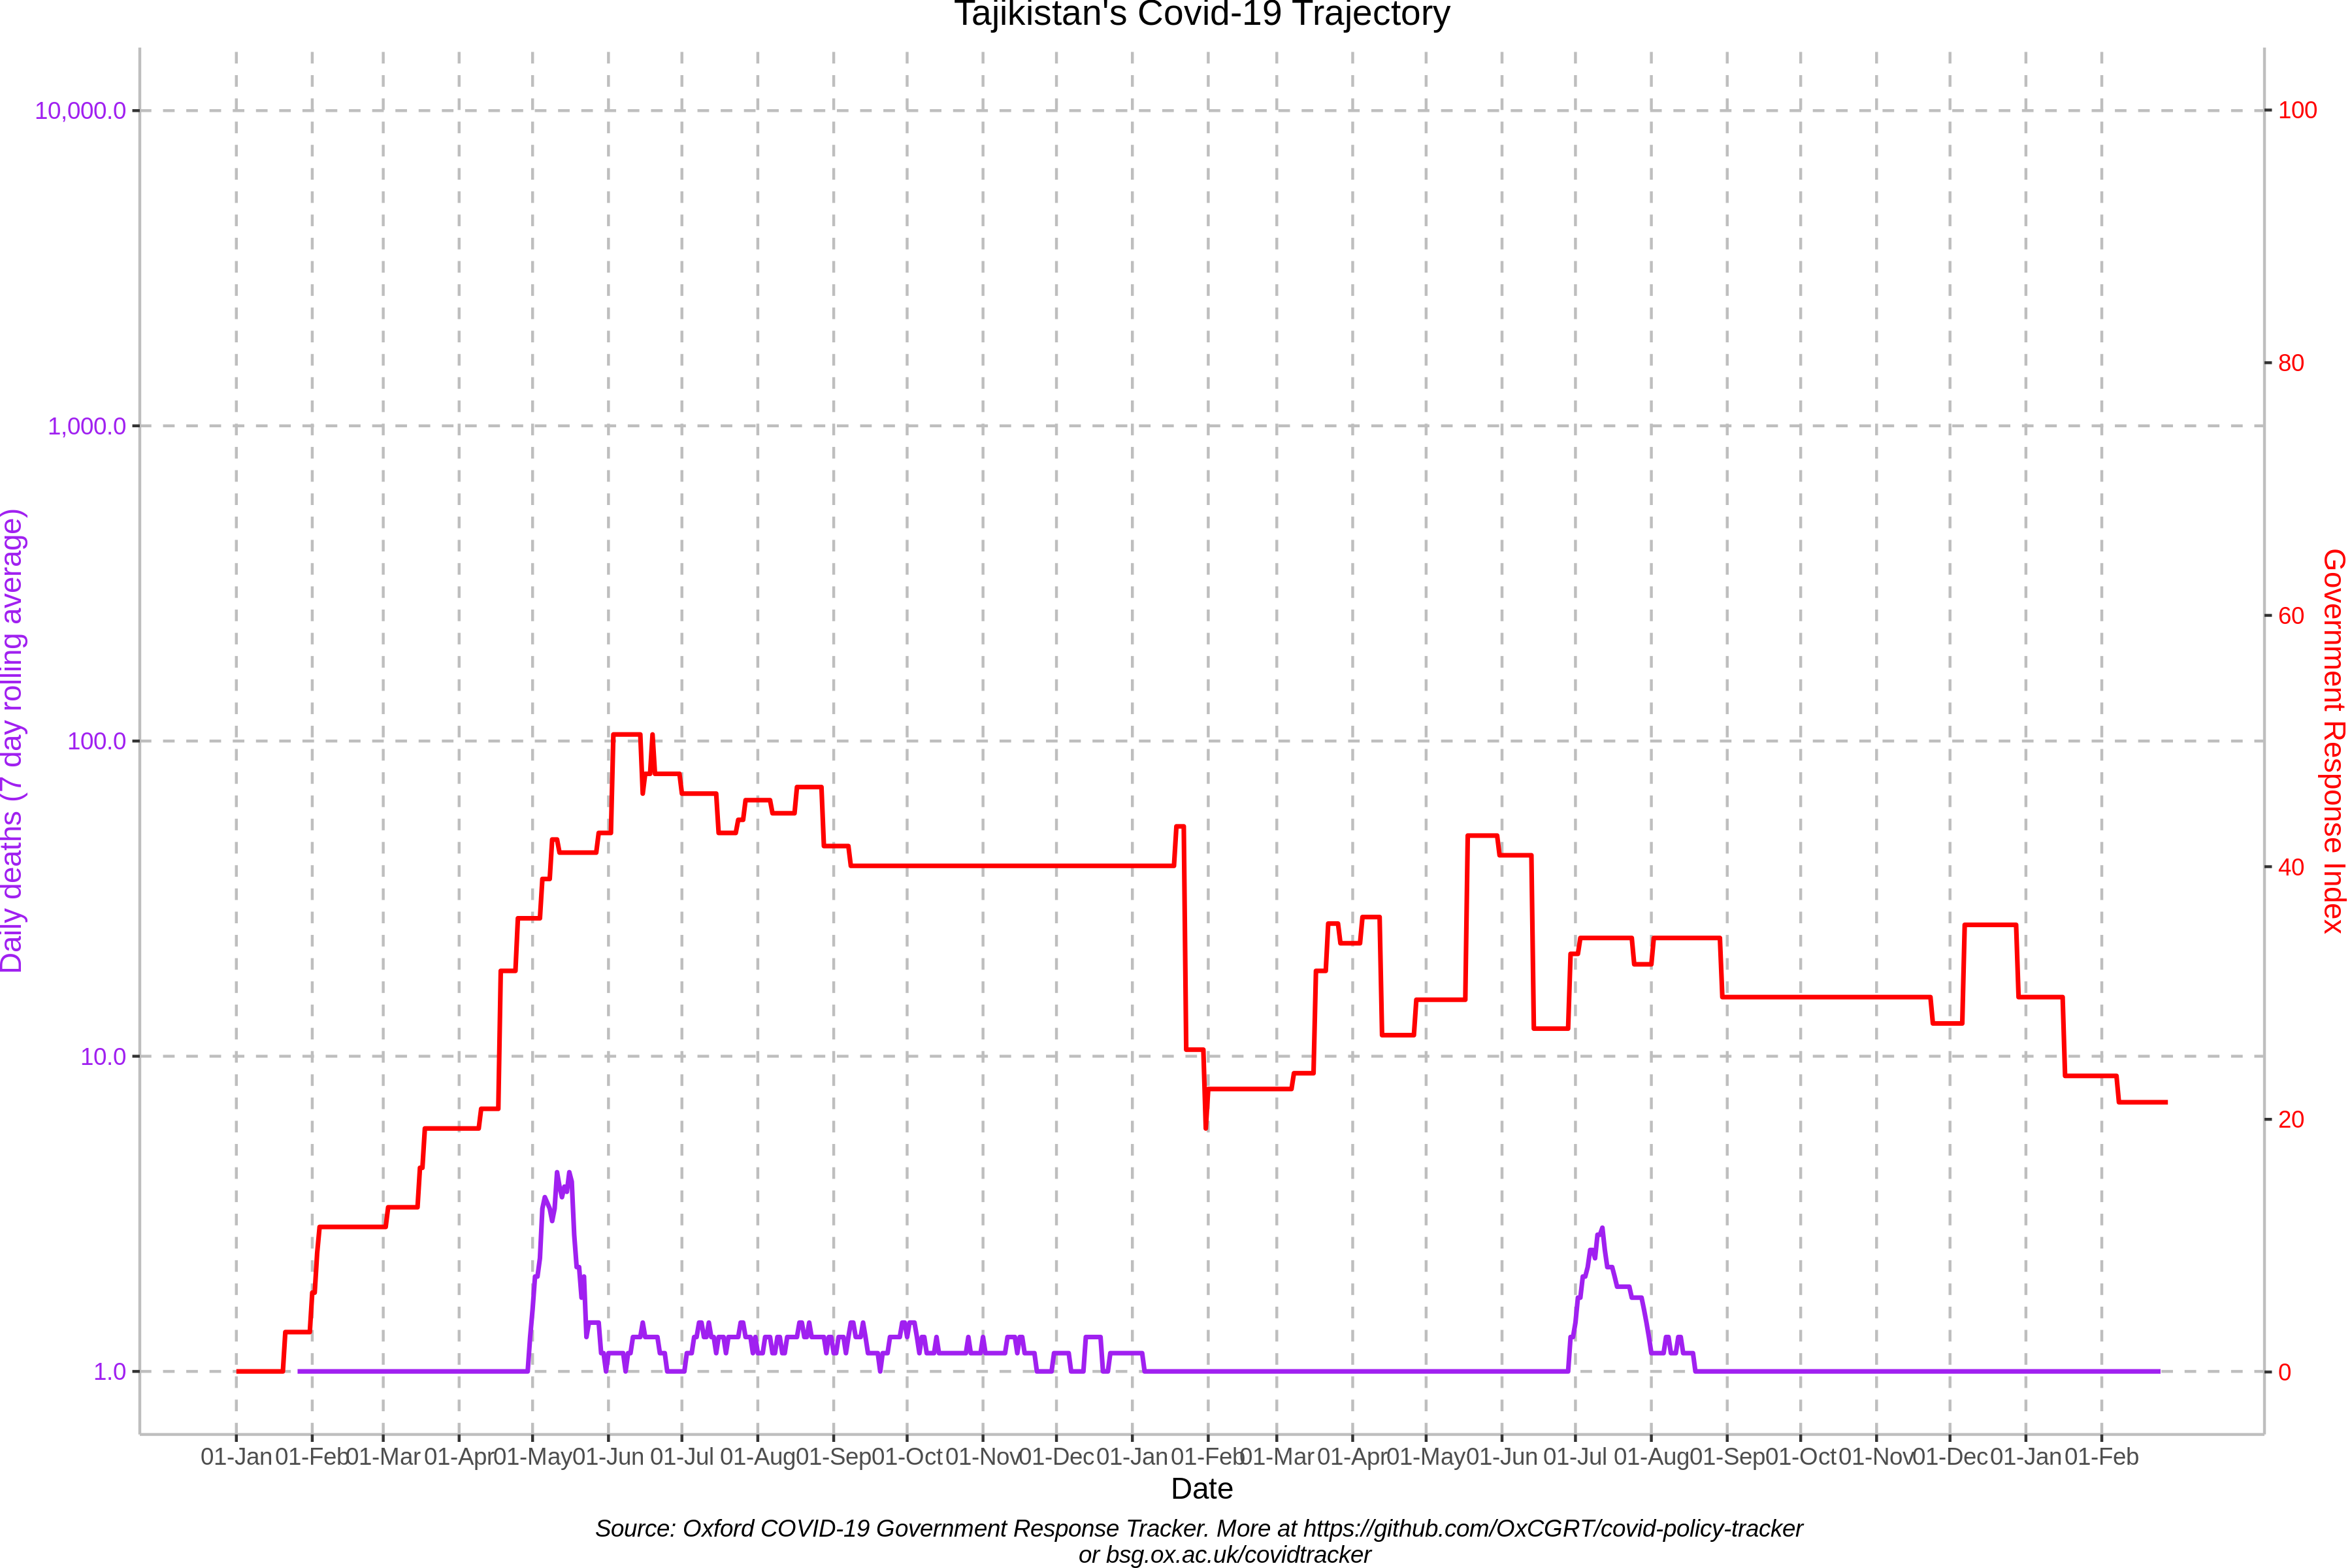 Tajikistan's Covid-19 Trajectory
10,000.0
1,000.0
100.0
10.0
1.0
Daily deaths (7 day rolling average)
100
80
60
40
20
0
Government Response Index
01-Jan 01-Feb 01-Mar 01-Apr 01-May 01-Jun 01-Jul 01-Aug 01-Sep 01-Oct 01-Nov 01-Dec 01-Jan 01-Feb 01-Mar 01-Apr 01-May 01-Jun 01-Jul 01-Aug 01-Sep 01-Oct 01-Nov 01-Dec 01-Jan 01-Feb
Date
Source: Oxford COVID-19 Government Response Tracker. More at https://github.com/OxCGRT/covid-policy-tracker
or bsg.ox.ac.uk/covidtracker